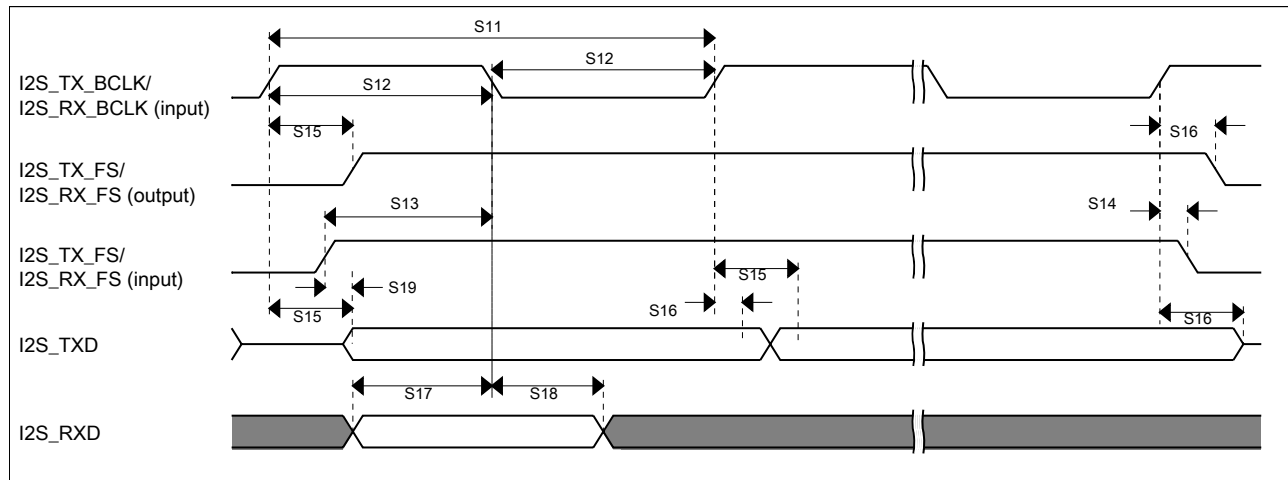 S11
I2S_TX_BCLK/
I2S_RX_BCLK (input)
S12
S12
S15
S16
I2S_TX_FS/
I2S_RX_FS (output)
S13
S14
I2S_TX_FS/
I2S_RX_FS (input)
S15
S19
S16
S15
S16
I2S_TXD
S17
S18
I2S_RXD